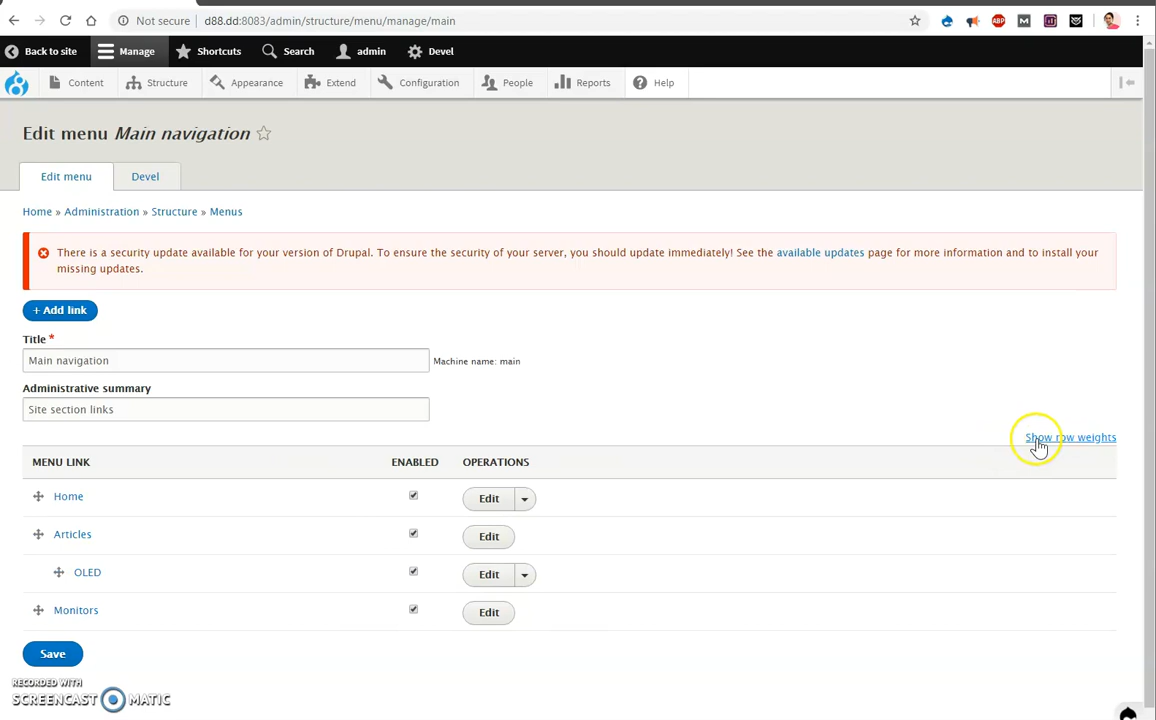 Not secure d88.dd:8083/admin/structure/menu/manage/main
ABP M
Back to site Manage Shortcuts Search admin Devel
Content Structure Appearance Extend Configuration People Reports Help
Edit menu Main navigation
Edit menu Devel
Home » Administration » Structure » Menus
There is a security update available for your version of Drupal. To ensure the security of your server, you should update immediately! See the available updates page for more information and to install your
missing updates.
+ Add link
Title *
Main navigation Machine name: main
Administrative summary
Site section links
Show row weights
MENU LINK ENABLED OPERATIONS
Home Edit
Articles Edit
OLED Edit
Monitors Edit
Save
RECORDED WITH
SCREENCAST MATIC